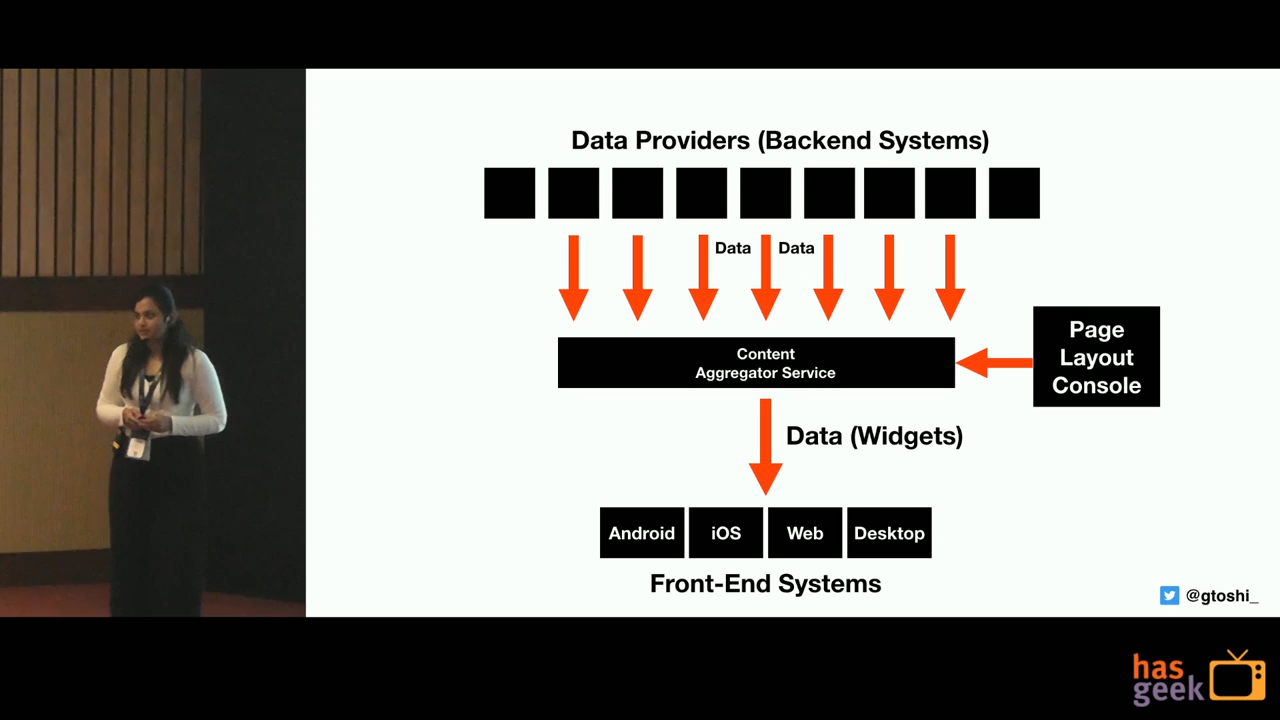 Data Providers (Backend Systems)
Data Data
Content
Aggregator Service
Page
Layout
Console
Data (Widgets)
Android iOS Web Desktop
Front-End Systems
@gtoshi_
has
geek